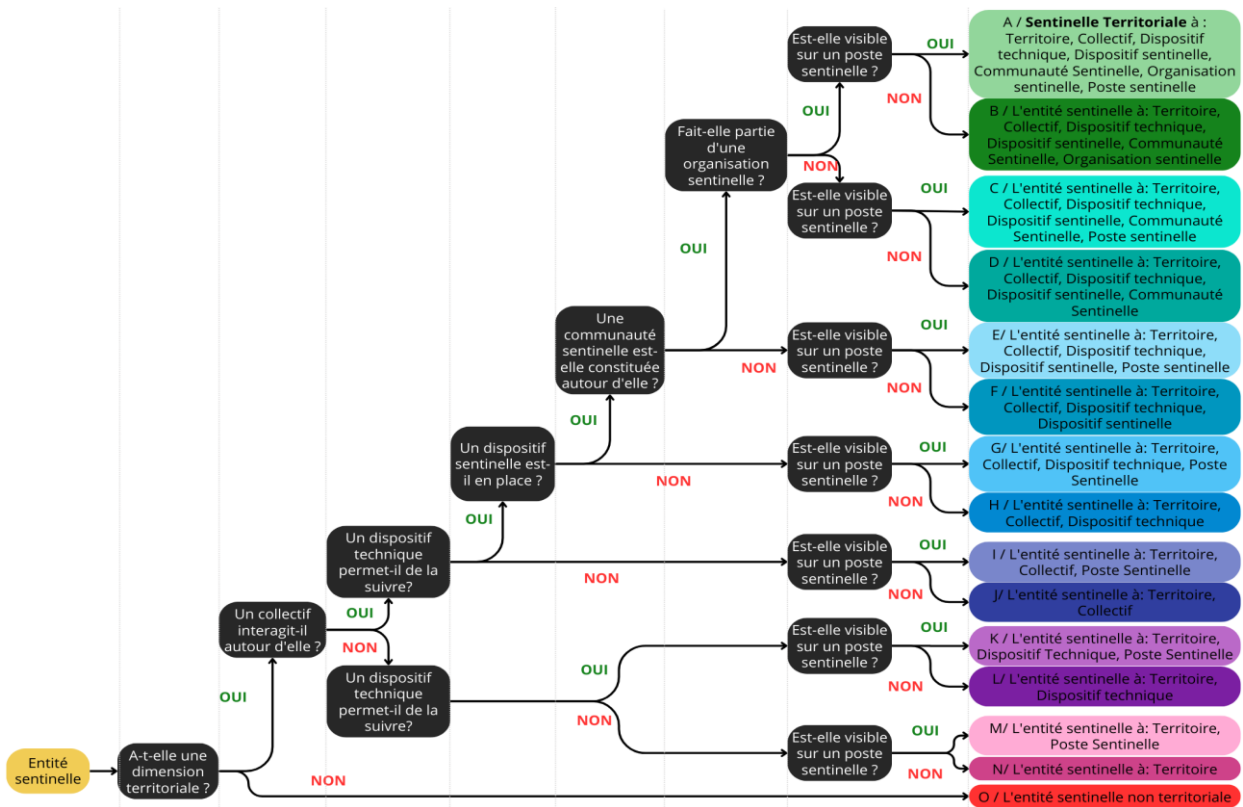 Entité
sentinelle
A-t-elle une
dimension
territoriale ?
OUI
NON
Un collectif
interagit-il
autour d'elle ?
OUI
NON
Un dispositif
technique
permet-il de la
suivre?
OUI
NON
Un dispositif
technique
permet-il de la
suivre?
OUI
NON
Un dispositif
sentinelle est-
il en place ?
OUI
NON
Une
communauté
sentinelle est-
elle constituée
autour d'elle ?
OUI
NON
Fait-elle partie
d'une
organisation
sentinelle ?
OUI
NON
Est-elle visible
sur un poste
sentinelle ?
OUI
NON
A / Sentinelle Territoriale à :
Territoire, Collectif, Dispositif
technique, Dispositif sentinelle,
Communauté Sentinelle, Organisation
sentinelle, Poste sentinelle
B / L'entité sentinelle à: Territoire,
Collectif, Dispositif technique,
Dispositif sentinelle, Communauté
Sentinelle, Organisation sentinelle
Est-elle visible
sur un poste
sentinelle ?
OUI
NON
C / L'entité sentinelle à: Territoire,
Collectif, Dispositif technique,
Dispositif sentinelle, Communauté
Sentinelle, Poste sentinelle
D / L'entité sentinelle à: Territoire,
Collectif, Dispositif technique,
Dispositif sentinelle, Communauté
Sentinelle
Est-elle visible
sur un poste
sentinelle ?
OUI
NON
E/ L'entité sentinelle à: Territoire,
Collectif, Dispositif technique,
Dispositif sentinelle, Poste sentinelle
F / L'entité sentinelle à: Territoire,
Collectif, Dispositif technique,
Dispositif sentinelle
Est-elle visible
sur un poste
sentinelle ?
OUI
NON
G/ L'entité sentinelle à: Territoire,
Collectif, Dispositif technique, Poste
Sentinelle
H / L'entité sentinelle à: Territoire,
Collectif, Dispositif technique
Est-elle visible
sur un poste
sentinelle ?
OUI
NON
I / L'entité sentinelle à: Territoire,
Collectif, Poste Sentinelle
J/ L'entité sentinelle à: Territoire,
Collectif
Est-elle visible
sur un poste
sentinelle ?
OUI
NON
K / L'entité sentinelle à: Territoire,
Dispositif Technique, Poste Sentinelle
L/ L'entité sentinelle à: Territoire,
Dispositif technique
Est-elle visible
sur un poste
sentinelle ?
OUI
NON
M/ L'entité sentinelle à: Territoire,
Poste Sentinelle
N/ L'entité sentinelle à: Territoire
O / L'entité sentinelle non territoriale